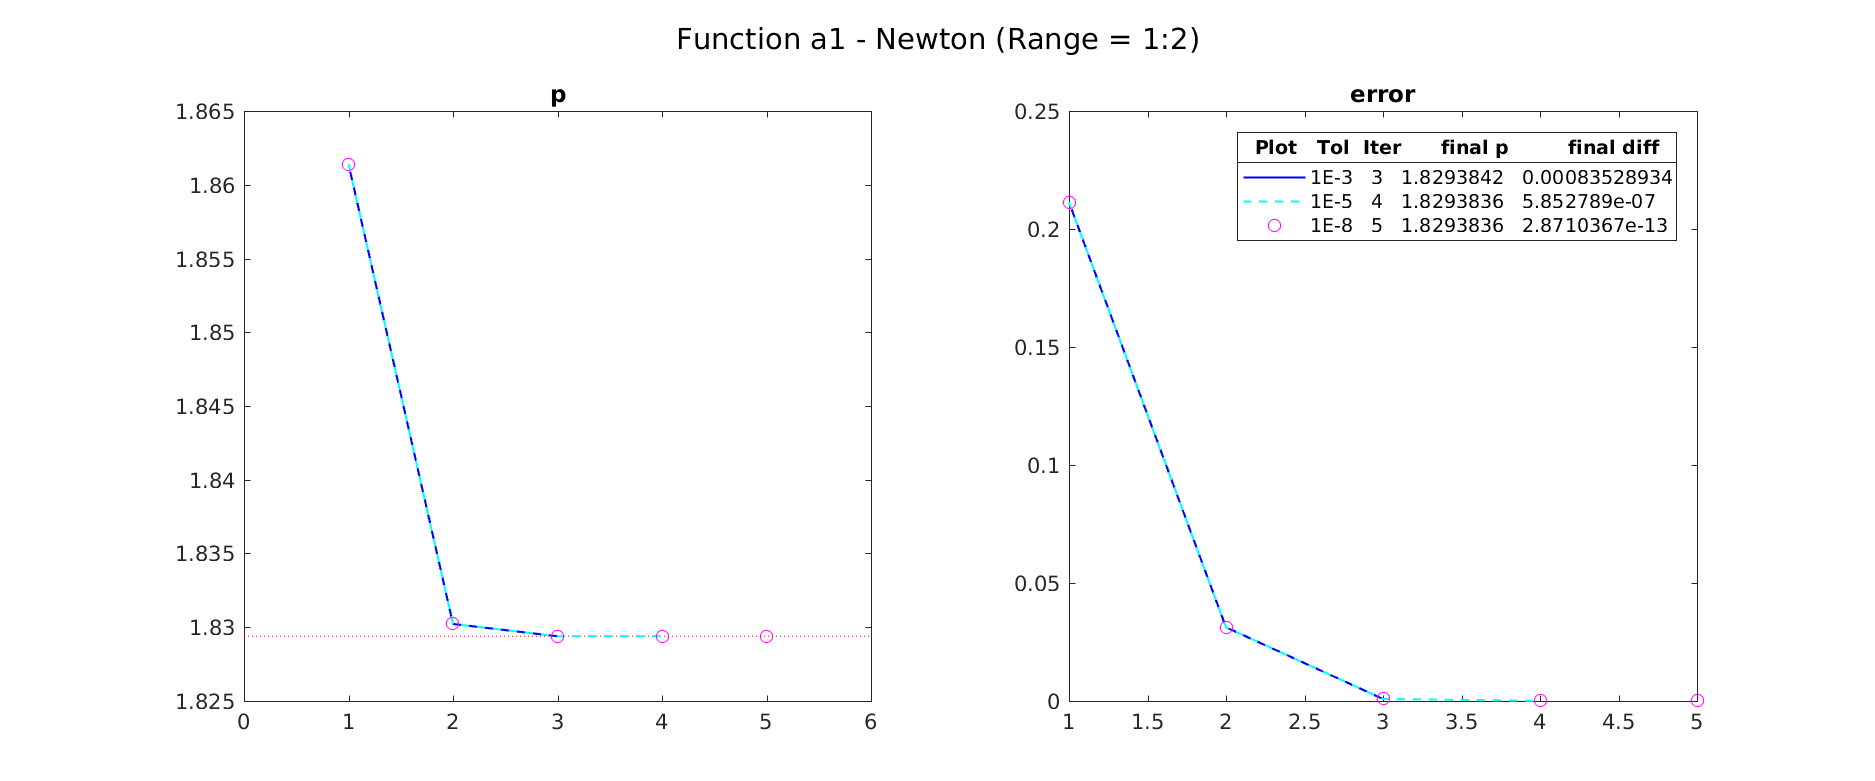 Function a1 - Newton (Range = 1:2)
p
1.865
1.86
1.855
1.85
1.845
1.84
1.835
1.83
1.825
0 1 2 3 4 5 6
error
0.25
0.2
0.15
0.1
0.05
0
1 1.5 2 2.5 3 3.5 4 4.5 5
Plot Tol Iter final p final diff
1E-3 3 1.8293842 0.00083528934
1E-5 4 1.8293836 5.852789e-07
1E-8 5 1.8293836 2.8710367e-13